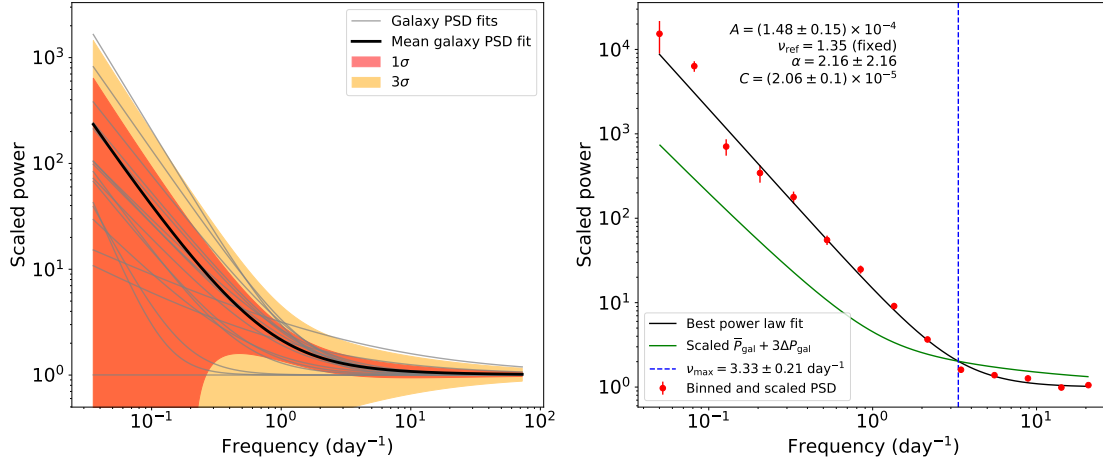 Galaxy PSD fits
Mean galaxy PSD fit
1σ
3σ
10³
10²
10¹
10⁰
Scaled power
10⁻¹
10⁰
10¹
10²
Frequency (day⁻¹)
A = (1.48 ± 0.15) × 10⁻⁴
ν_ref = 1.35 (fixed)
α = 2.16 ± 2.16
C = (2.06 ± 0.1) × 10⁻⁵
10⁴
10³
10²
10¹
10⁰
Scaled power
Best power law fit
Scaled P̅_gal + 3ΔP_gal
ν_max = 3.33 ± 0.21 day⁻¹
Binned and scaled PSD
10⁻¹
10⁰
10¹
Frequency (day⁻¹)